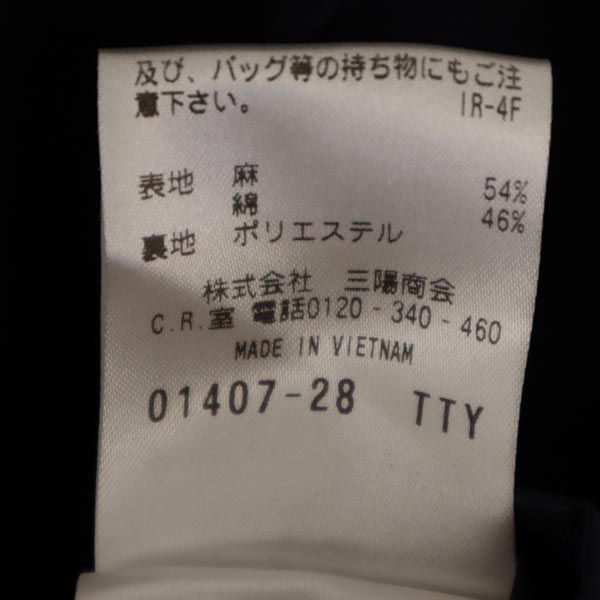 及び、バッグ等の持ち物にもご注
意下さい。 IR-4F
表地 麻 54%
綿 46%
裏地 ポリエステル
株式会社 三陽商会
C.R.室 電話0120-340-460
MADE IN VIETNAM
01407-28 TTY